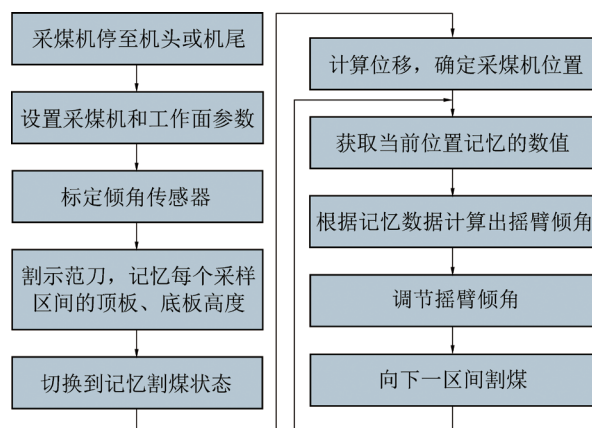 采煤机停至机头或机尾
设置采煤机和工作面参数
标定倾角传感器
割示范刀，记忆每个采样
区间的顶板、底板高度
切换到记忆割煤状态
计算位移，确定采煤机位置
获取当前位置记忆的数值
根据记忆数据计算出摇臂倾角
调节摇臂倾角
向下一区间割煤